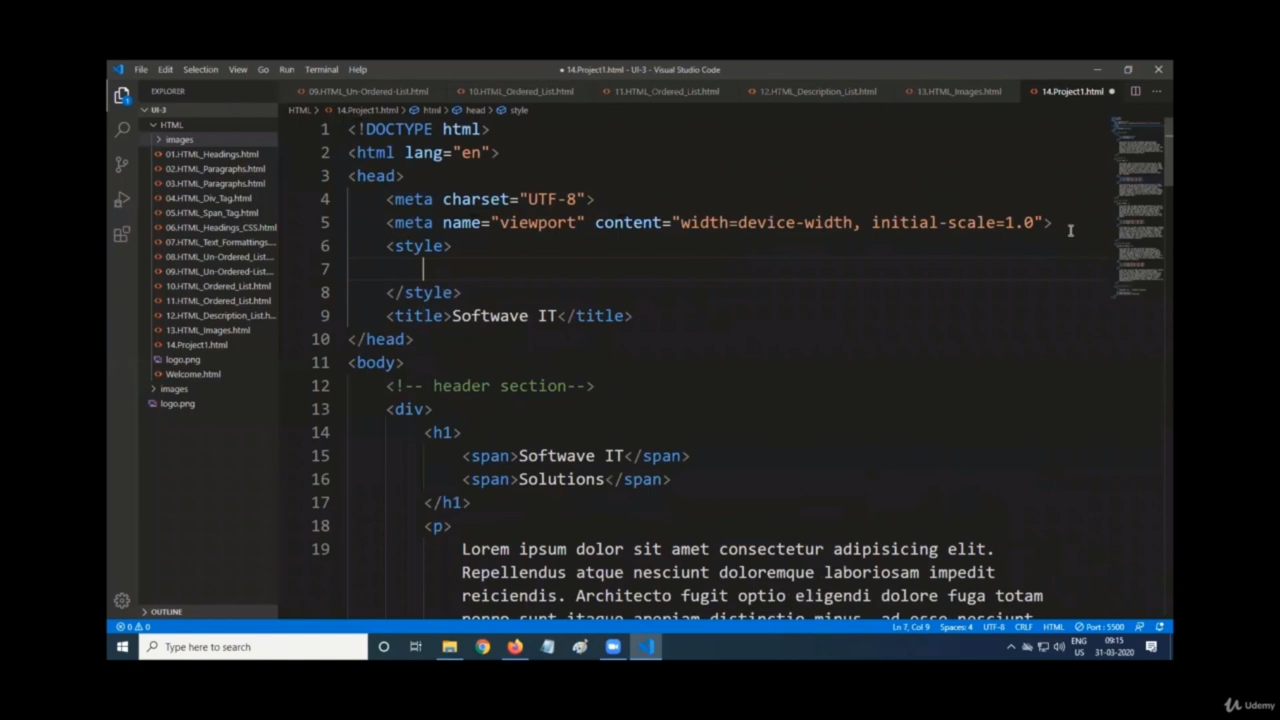 File Edit Selection View Go Run Terminal Help
● 14.Project1.html - UI-3 - Visual Studio Code
EXPLORER
09.HTML_Un-Ordered-List.html 10.HTML_Ordered_List.html 11.HTML_Ordered_List.html 12.HTML_Description_List.html 13.HTML_Images.html 14.Project1.html ●
UI-3
HTML
images
01.HTML_Headings.html
02.HTML_Paragraphs.html
03.HTML_Paragraphs.html
04.HTML_Div_Tag.html
05.HTML_Span_Tag.html
06.HTML_Headings_CSS.html
07.HTML_Text_Formattings....
08.HTML_Un-Ordered_List....
09.HTML_Un-Ordered-List....
10.HTML_Ordered_List.html
11.HTML_Ordered_List.html
12.HTML_Description_List.h...
13.HTML_Images.html
14.Project1.html
logo.png
Welcome.html
images
logo.png
OUTLINE
HTML > 14.Project1.html > html > head > style
1 <!DOCTYPE html>
2 <html lang="en">
3 <head>
4 <meta charset="UTF-8">
5 <meta name="viewport" content="width=device-width, initial-scale=1.0">
6 <style>
7
8 </style>
9 <title>Softwave IT</title>
10 </head>
11 <body>
12 <!-- header section-->
13 <div>
14 <h1>
15 <span>Softwave IT</span>
16 <span>Solutions</span>
17 </h1>
18 <p>
19 Lorem ipsum dolor sit amet consectetur adipisicing elit.
Repellendus atque nesciunt doloremque laboriosam impedit
reiciendis. Architecto fugit optio eligendi dolore fuga totam
0 0 Ln 7, Col 9 Spaces: 4 UTF-8 CRLF HTML Port : 5500
Type here to search
ENG
US
09:15
31-03-2020
Udemy